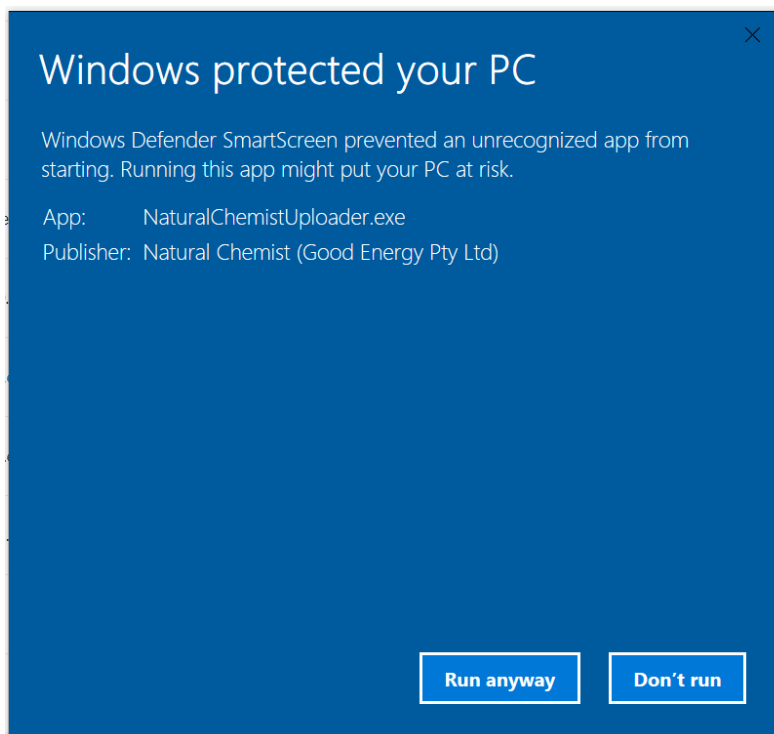 Windows protected your PC
Windows Defender SmartScreen prevented an unrecognized app from
starting. Running this app might put your PC at risk.
App: NaturalChemistUploader.exe
Publisher: Natural Chemist (Good Energy Pty Ltd)
Run anyway Don't run